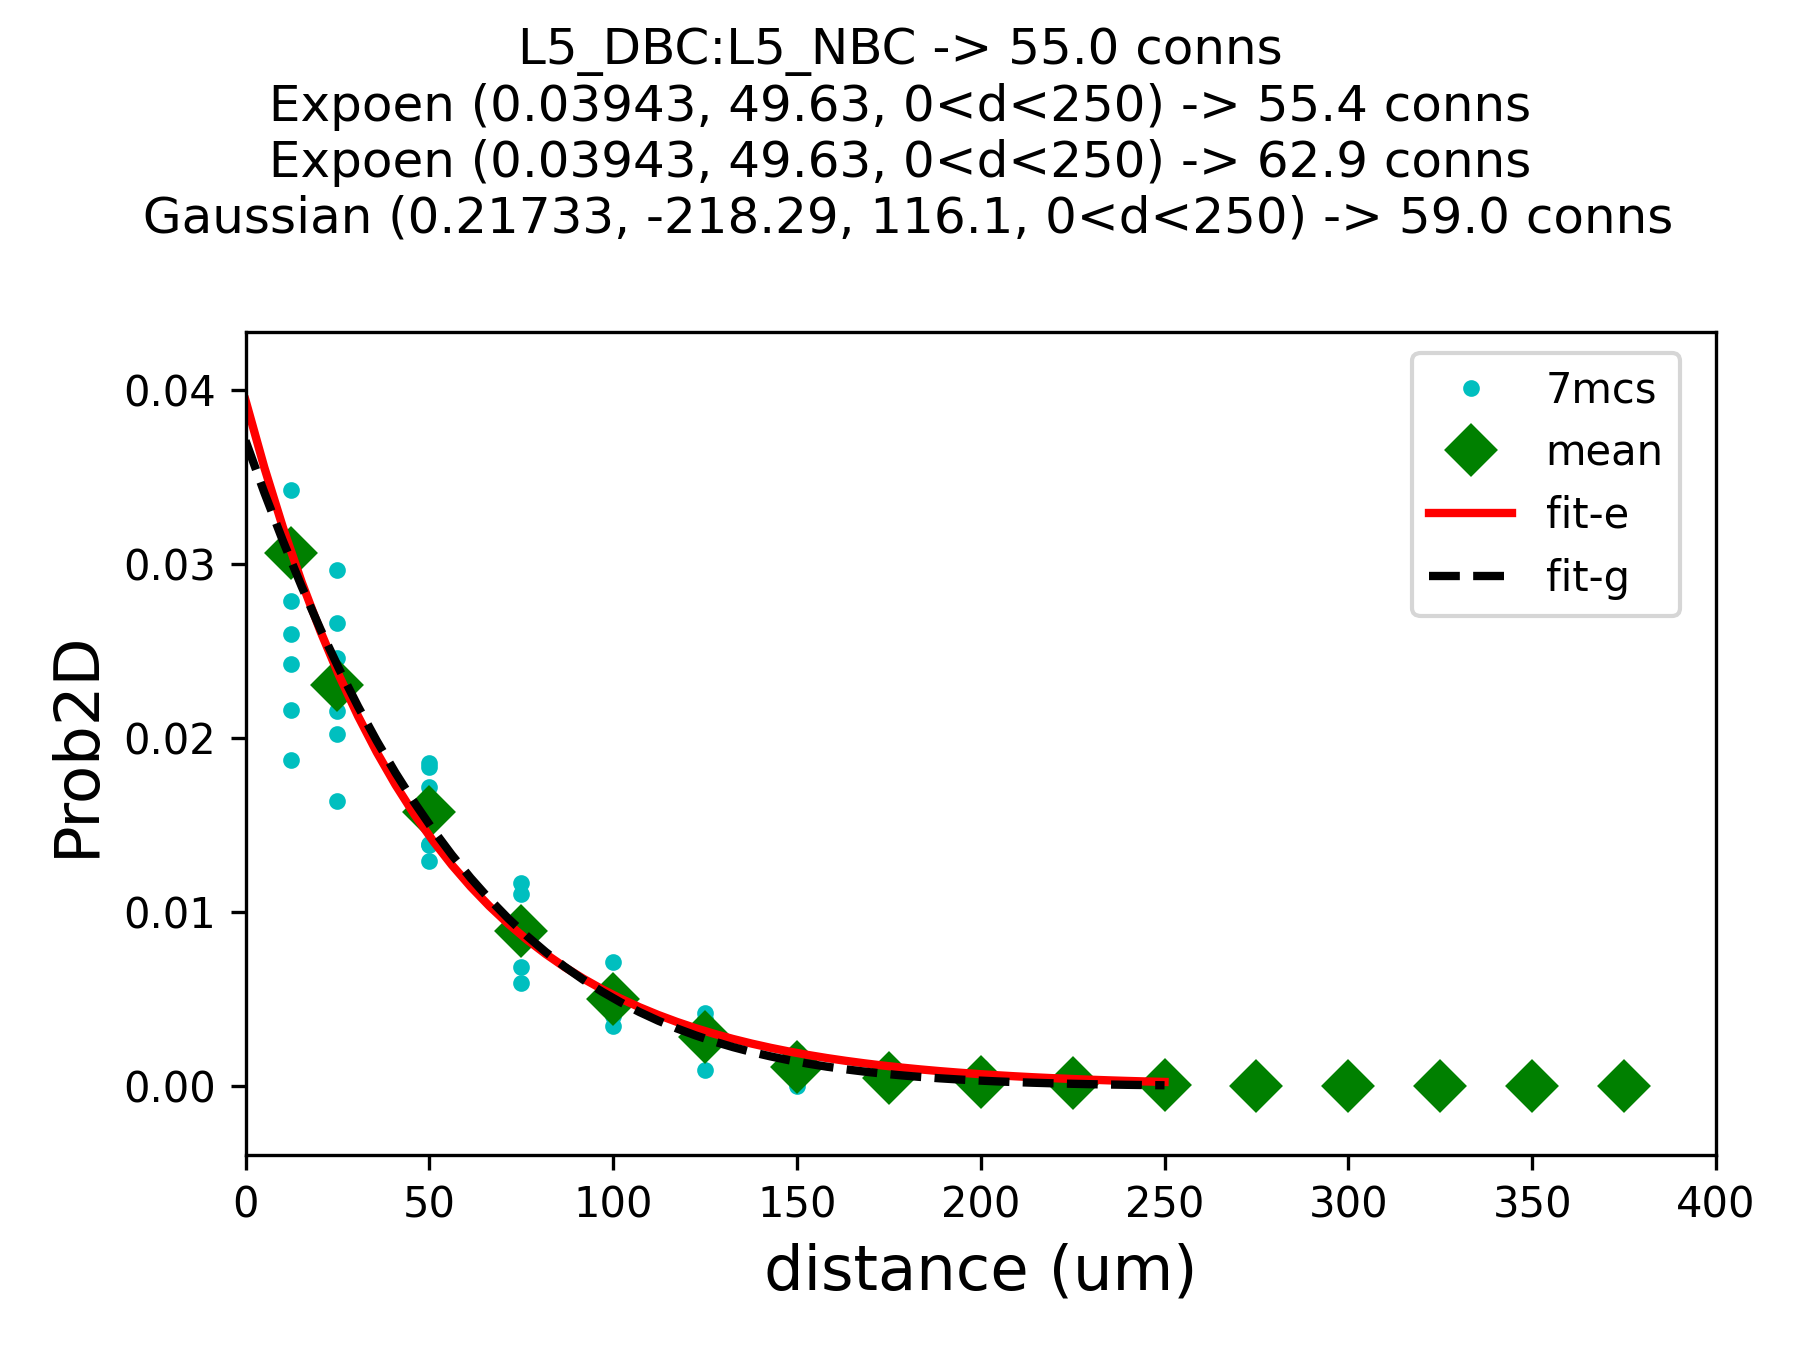 L5_DBC:L5_NBC -> 55.0 conns
Expoen (0.03943, 49.63, 0<d<250) -> 55.4 conns
Expoen (0.03943, 49.63, 0<d<250) -> 62.9 conns
Gaussian (0.21733, -218.29, 116.1, 0<d<250) -> 59.0 conns
7mcs
mean
fit-e
fit-g
Prob2D
0.04
0.03
0.02
0.01
0.00
0 50 100 150 200 250 300 350 400
distance (um)